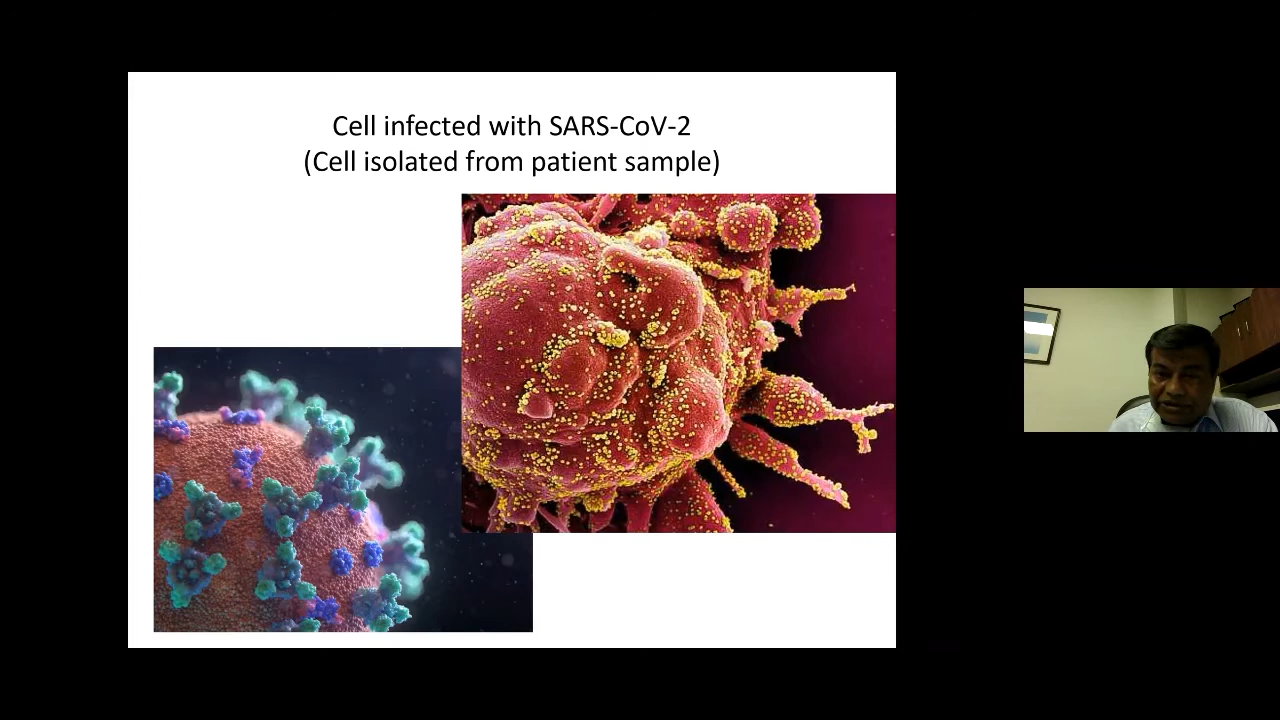 Cell infected with SARS-CoV-2
(Cell isolated from patient sample)